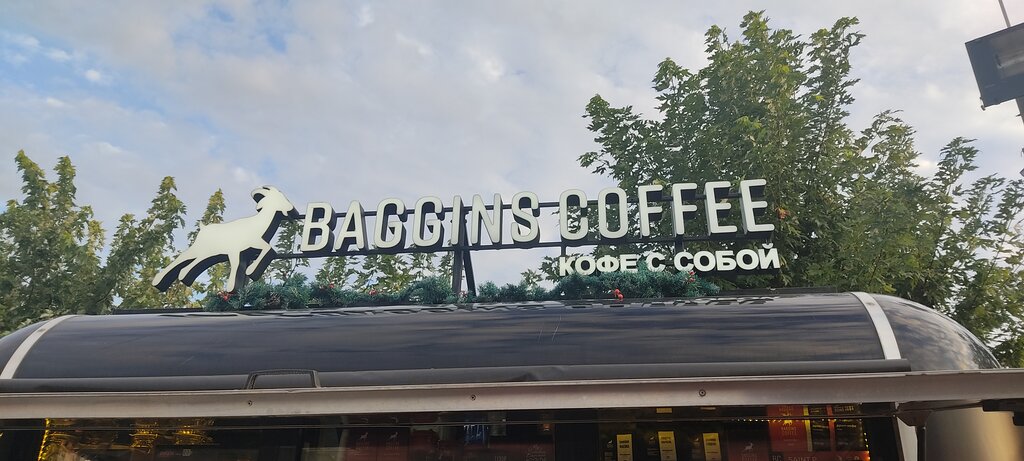 BAGGINS COFFEE
КОФЕ С СОБОЙ